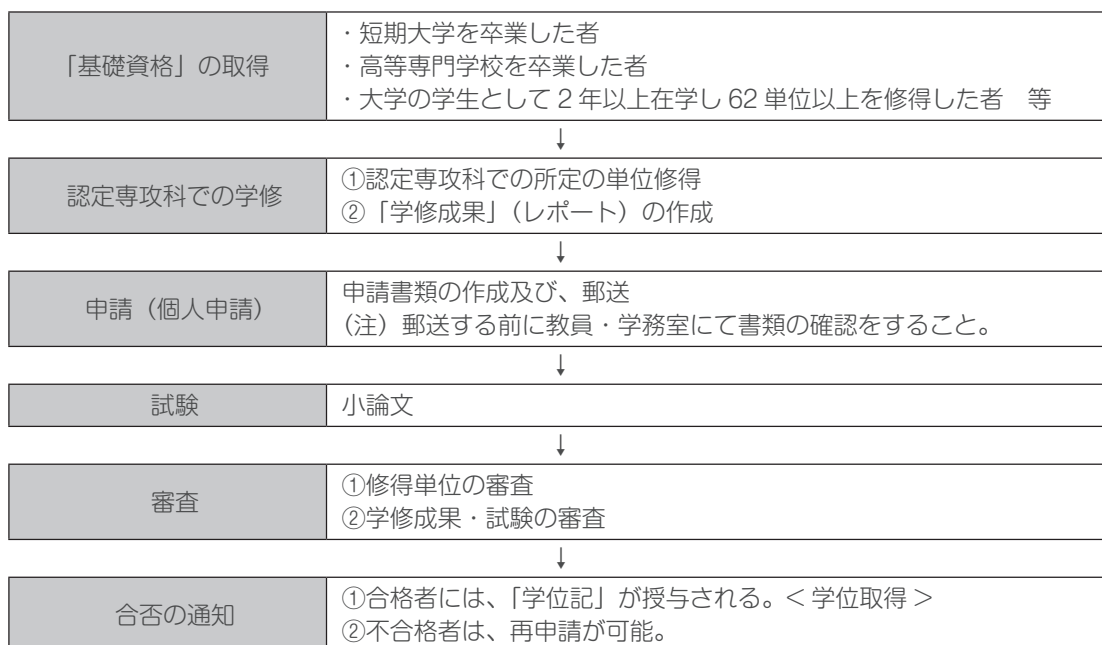 「基礎資格」の取得
・短期大学を卒業した者
・高等専門学校を卒業した者
・大学の学生として2年以上在学し62単位以上を修得した者　等
↓
認定専攻科での学修
①認定専攻科での所定の単位修得
②「学修成果」（レポート）の作成
↓
申請（個人申請）
申請書類の作成及び、郵送
（注）郵送する前に教員・学務室にて書類の確認をすること。
↓
試験
小論文
↓
審査
①修得単位の審査
②学修成果・試験の審査
↓
合否の通知
①合格者には、「学位記」が授与される。＜学位取得＞
②不合格者は、再申請が可能。